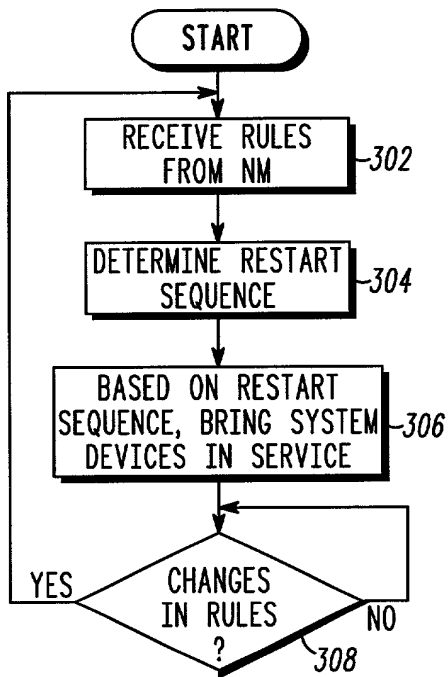 START
RECEIVE RULES
FROM NM
302
DETERMINE RESTART
SEQUENCE
304
BASED ON RESTART
SEQUENCE, BRING SYSTEM
DEVICES IN SERVICE
306
YES
CHANGES
IN RULES
?
NO
308